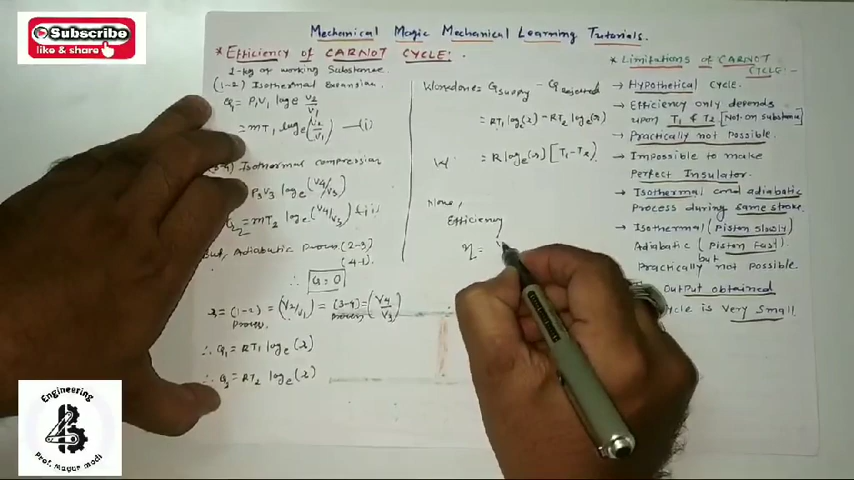 Subscribe
like & share
Mechanical Magic Mechanical Learning Tutorials.
*Efficiency of CARNOT CYCLE:-
1-kg of working Substance.
(1-2) Isothermal Expansion.
Q1 = P1V1 loge V2/V1
= mT1 loge (V2/V1) —(i)
Isothermal compression
P3V3 loge (V4/V3)
= mT2 loge (V4/V3) —(ii)
But, Adiabatic Process (2-3)
(4-1).
∴ Q=0
r = (1-2) = (V2/V1) = (3-4) = (V4/V3)
process. process
∴ Q1 = RT1 loge (r)
∴ Q2 = RT2 loge (r)
Workdone = Qsupply - Qrejected
= RT1 loge(r) - RT2 loge(r)
W = R loge(r) [T1-T2].
Now,
Efficiency
η =
*Limitations of CARNOT
CYCLE:-
→ Hypothetical cycle.
→ Efficiency only depends
upon T1 & T2. [Not on substance]
→ Practically not Possible.
→ Impossible to make
Perfect Insulator.
→ Isothermal and adiabatic
Process during same stroke.
→ Isothermal (Piston slowly)
Adiabatic (Piston Fast).
but
Practically not possible.
Output obtained
cycle is very small.
Engineering
Prof. Mayur Modi